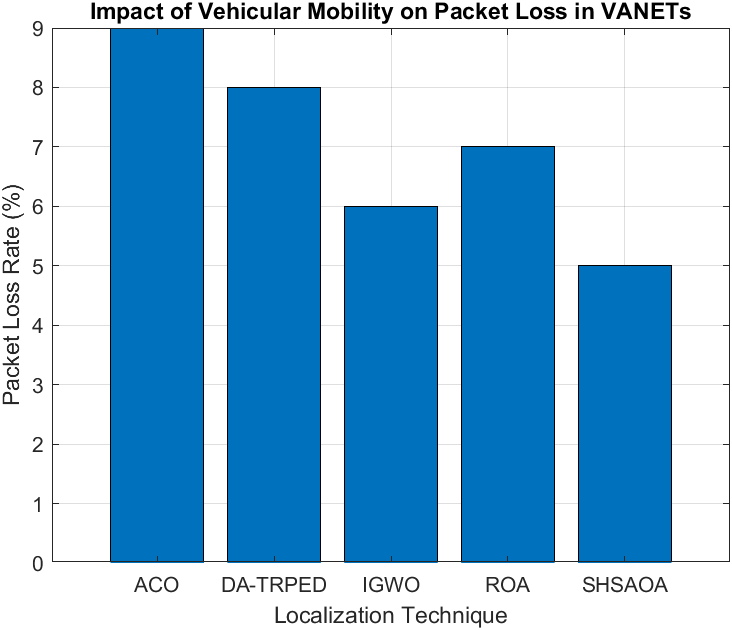 Impact of Vehicular Mobility on Packet Loss in VANETs
Packet Loss Rate (%)
9
8
7
6
5
4
3
2
1
0
ACO DA-TRPED IGWO ROA SHSAOA
Localization Technique